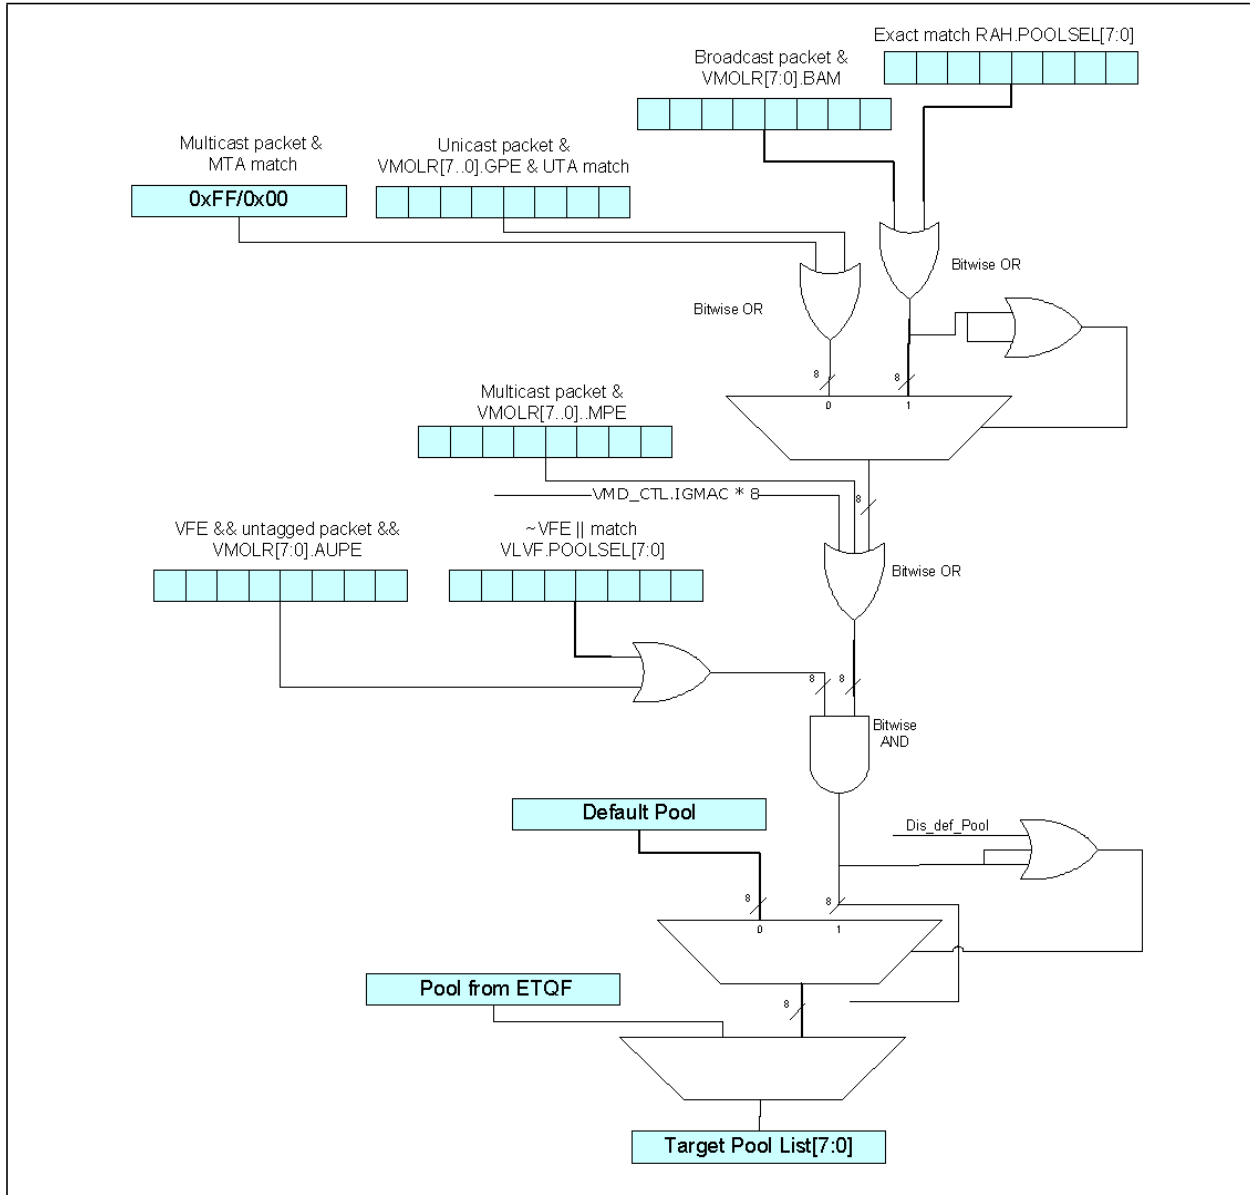 Exact match RAH.POOLSEL[7:0]
Broadcast packet &
VMOLR[7:0].BAM
Multicast packet &
MTA match
Unicast packet &
VMOLR[7..0].GPE & UTA match
0xFF/0x00
Bitwise OR
Bitwise OR
8
8
0
1
Multicast packet &
VMOLR[7..0]..MPE
VMD_CTL.IGMAC * 8
8
VFE && untagged packet &&
VMOLR[7:0].AUPE
~VFE || match
VLVF.POOLSEL[7:0]
Bitwise OR
8
8
Bitwise
AND
Default Pool
Dis_def_Pool
8
8
0
1
Pool from ETQF
8
Target Pool List[7:0]